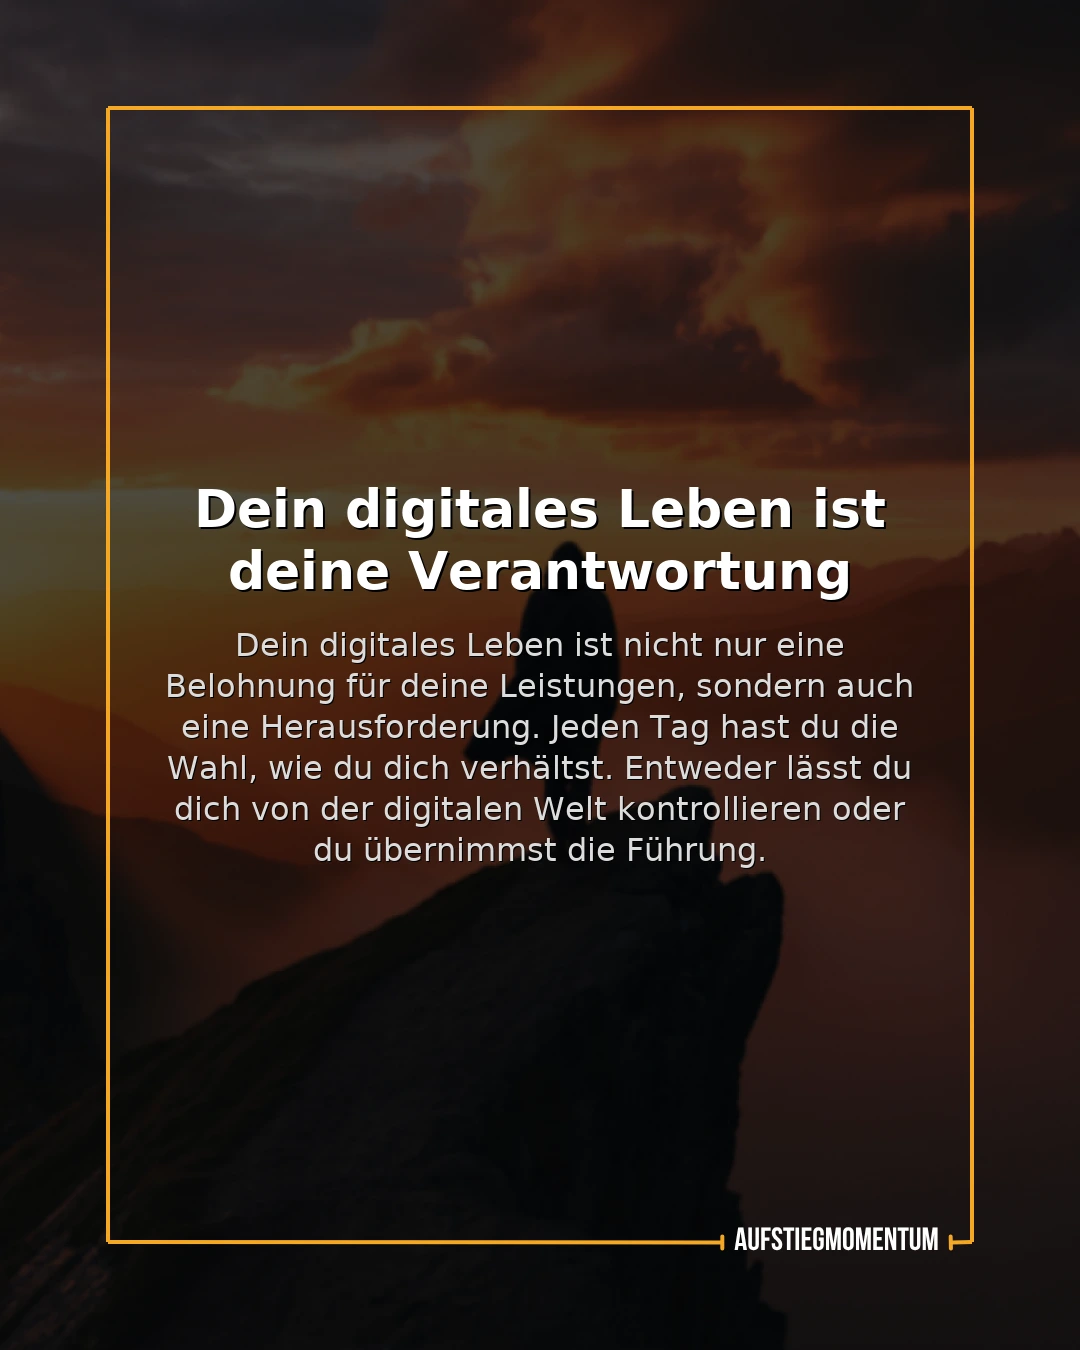 Dein digitales Leben ist
deine Verantwortung
Dein digitales Leben ist nicht nur eine
Belohnung für deine Leistungen, sondern auch
eine Herausforderung. Jeden Tag hast du die
Wahl, wie du dich verhältst. Entweder lässt du
dich von der digitalen Welt kontrollieren oder
du übernimmst die Führung.
AUFSTIEGMOMENTUM